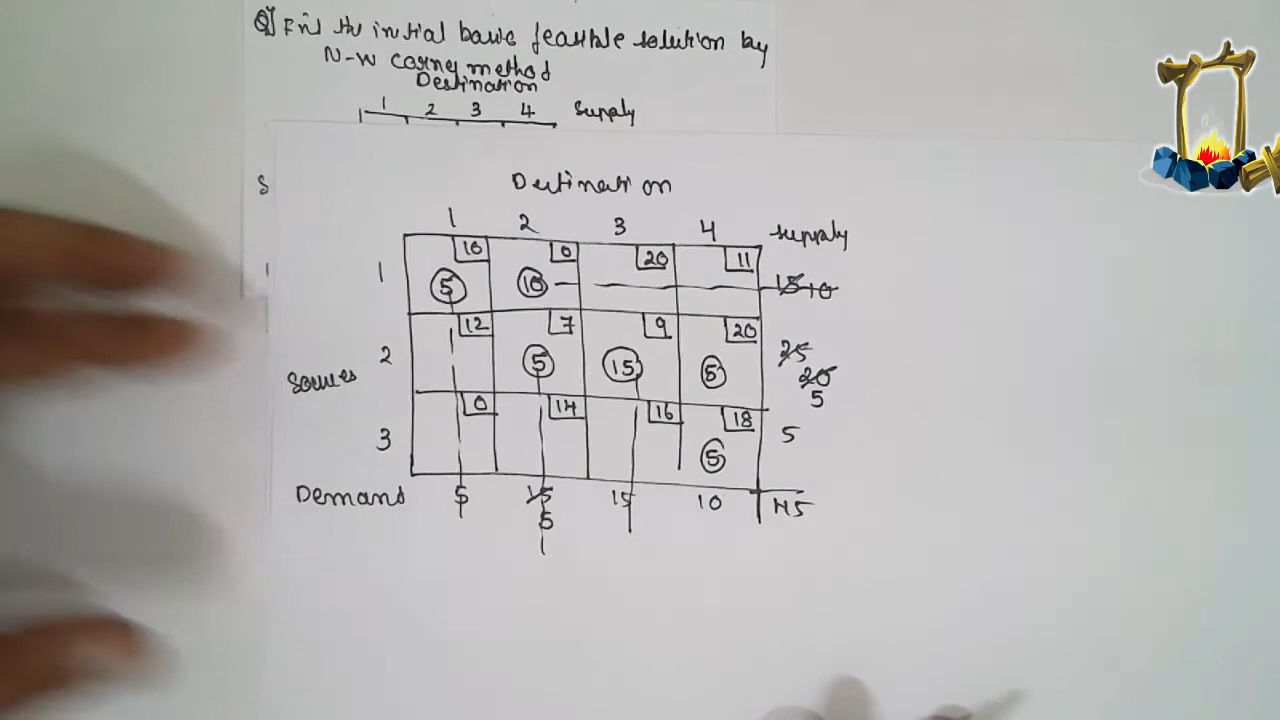 Q] Find the initial basic feasible solution by
N-W corner method
Destination
1 2 3 4 Supply
S
Destination
1 2 3 4 supply
1 10 0 20 11 15 10
5 10
12 7 9 20
2 5 15 5 25
Sources 20
5
0 14 16 18
3 5 5
Demand 5 15 15 10 45
5